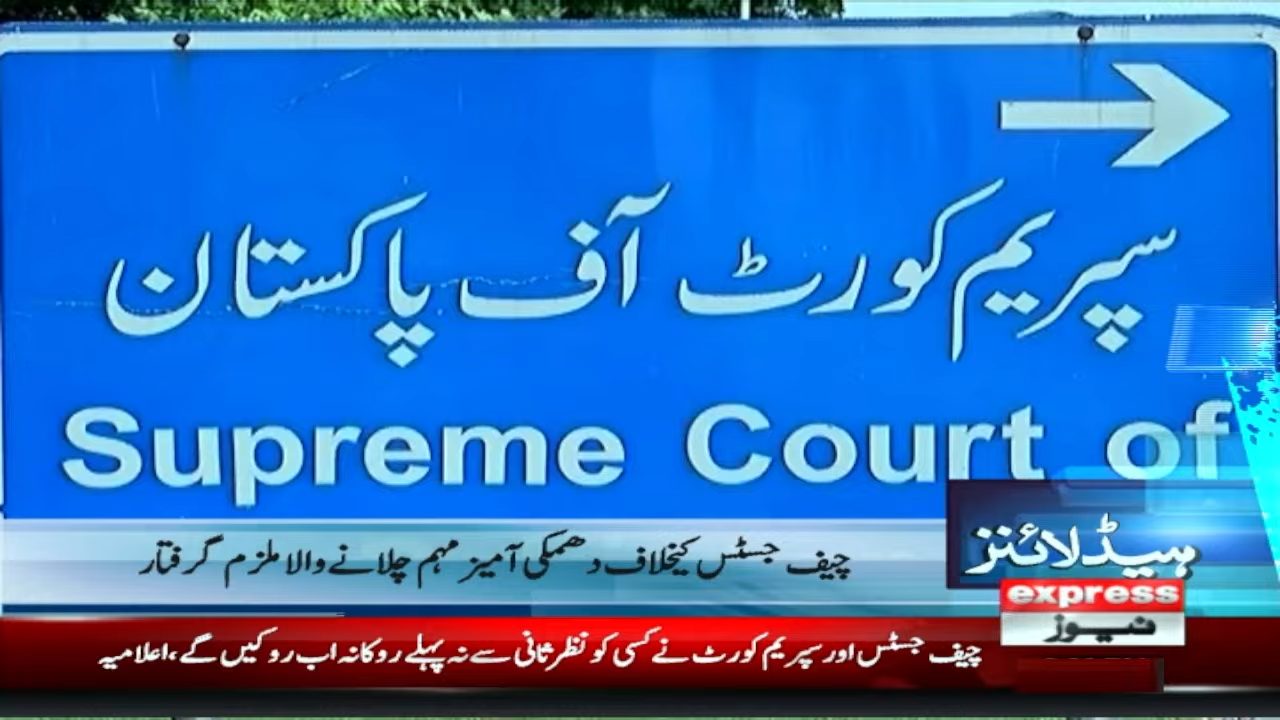 سپریم کورٹ آف پاکستان
Supreme Court of
ہیڈلائنز
چیف جسٹس کیخلاف دھمکی آمیز مہم چلانے والا ملزم گرفتار
express
نیوز
چیف جسٹس اور سپریم کورٹ نے کسی کو نظرثانی سے نہ پہلے روکا نہ اب روکیں گے، اعلامیہ